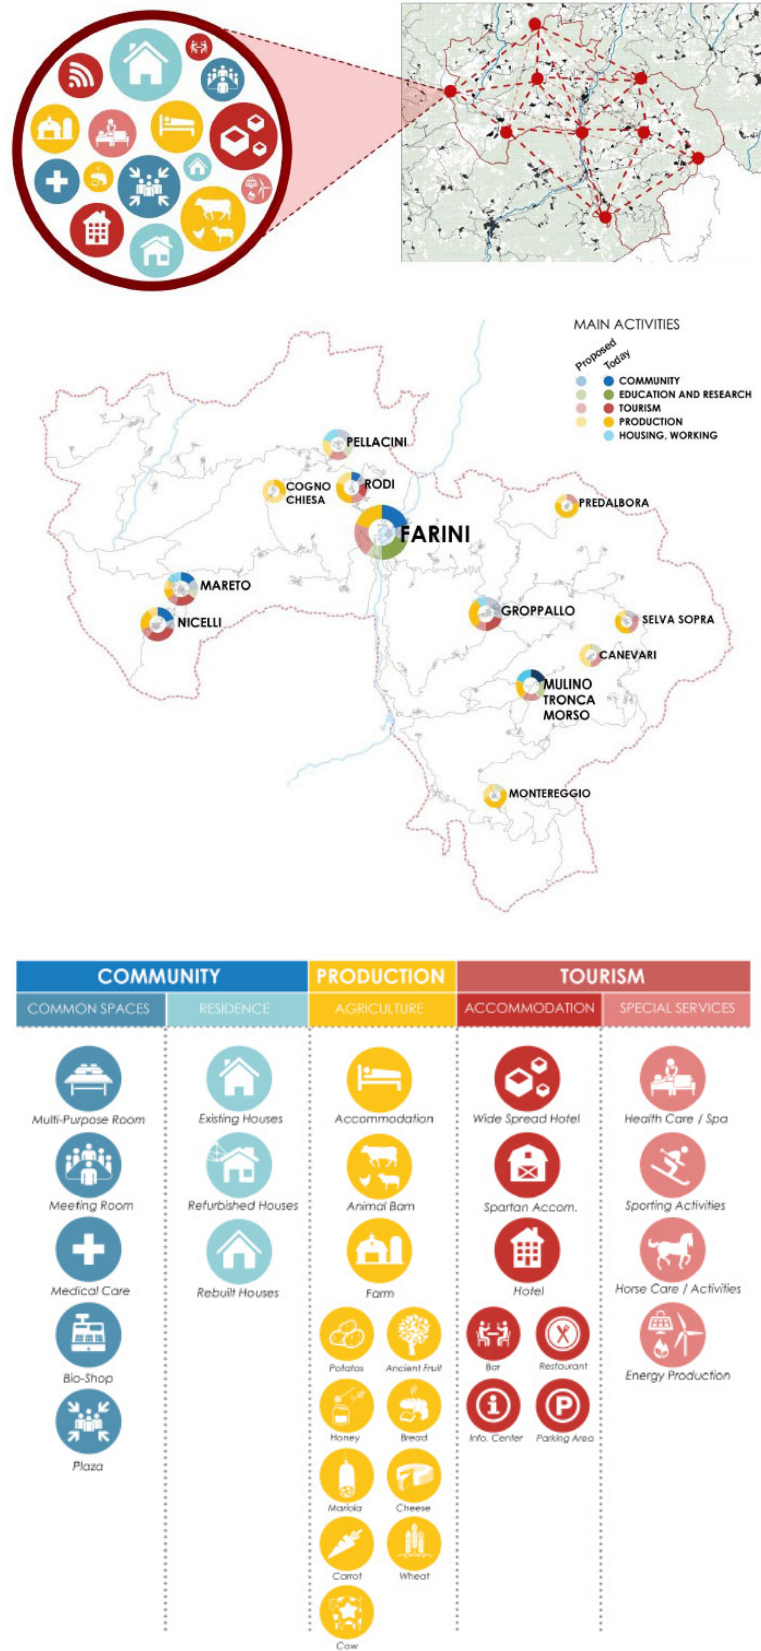 MAIN ACTIVITIES
Proposed
Today
COMMUNITY
EDUCATION AND RESEARCH
TOURISM
PRODUCTION
HOUSING, WORKING
PELLACINI
COGNO
CHIESA
RODI
PREDALBORA
FARINI
MARETO
NICELLI
GROPPALLO
SELVA SOPRA
CANEVARI
MULINO
TRONCA
MORSO
MONTEREGGIO
COMMUNITY
PRODUCTION
TOURISM
COMMON SPACES
RESIDENCE
AGRICULTURE
ACCOMMODATION
SPECIAL SERVICES
Multi-Purpose Room
Existing Houses
Accommodation
Wide Spread Hotel
Health Care / Spa
Meeting Room
Refurbished Houses
Animal Barn
Spartan Accom.
Sporting Activities
Medical Care
Rebuilt Houses
Farm
Hotel
Horse Care / Activities
Bio-Shop
Potatos
Ancient Fruit
Bar
Restaurant
Energy Production
Plaza
Honey
Bread
Info. Center
Parking Area
Mariola
Cheese
Carrot
Wheat
Cow